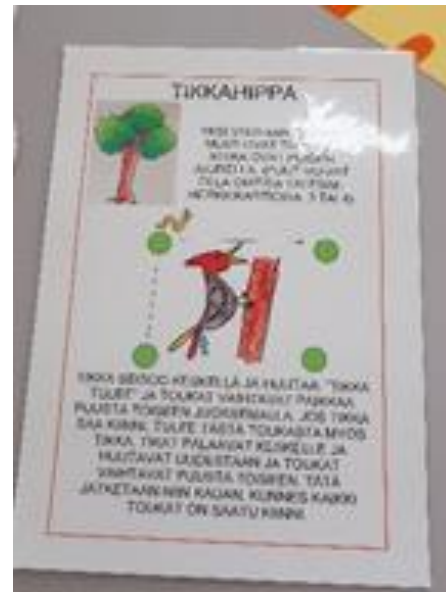 TIKKAHIPPA
MUUT OVAT
TIKKA SEISOO KESKELLÄ JA HUUTAA: "TIKKA
TULEE" JA TOUKAT VAIHTAVAT PAIKKAA
PUUSTA TOISEEN JUOKSEMALLA. JOS TIKKA
SAA KIINNI, TULEE TÄSTÄ TOUKASTA MYÖS
TIKKA. TIKAT PALAAVAT KESKELLE JA
HUUTAVAT UUDESTAAN JA TOUKAT
VAIHTAVAT PUUSTA TOISEEN. TÄTÄ
JATKETAAN NIIN KAUAN, KUNNES KAIKKI
TOUKAT ON SAATU KIINNI.